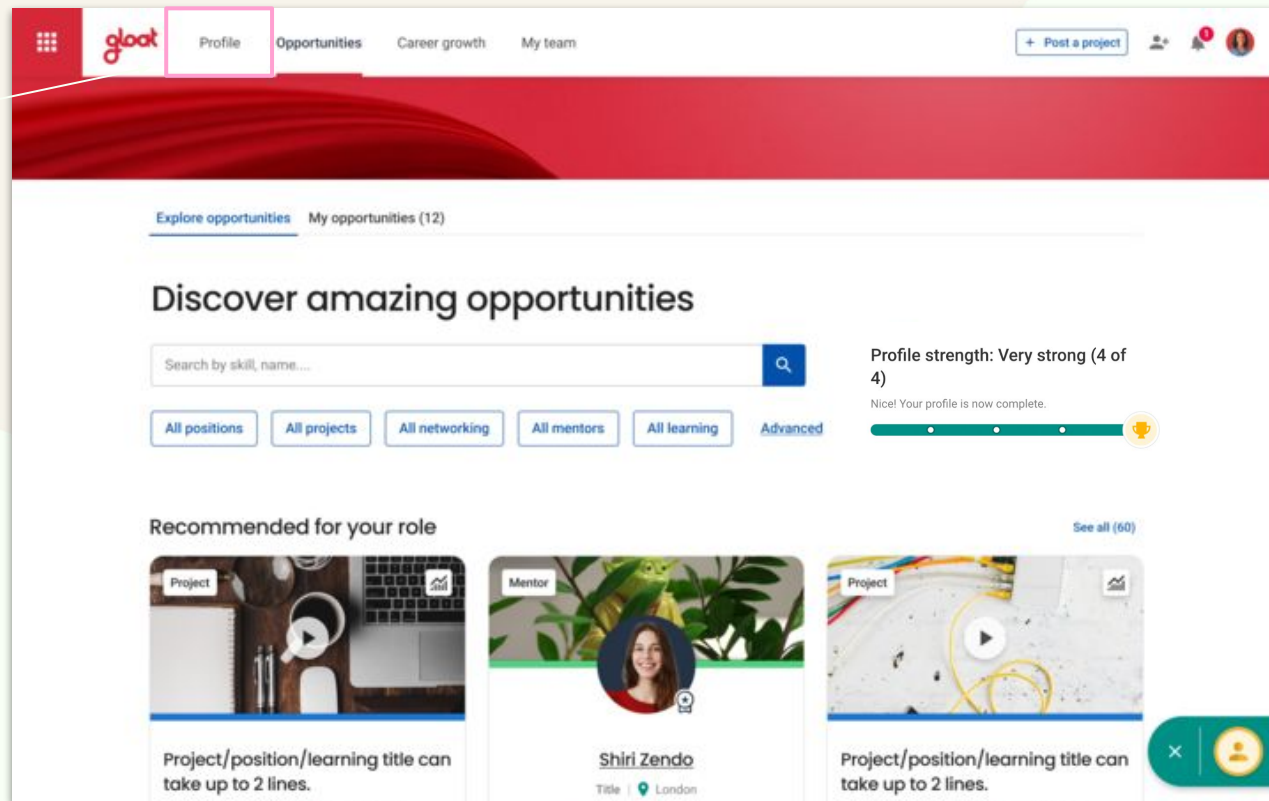 gloat
Profile
Opportunities
Career growth
My team
+ Post a project
1
Explore opportunities
My opportunities (12)
Discover amazing opportunities
Search by skill, name....
Profile strength: Very strong (4 of
4)
Nice! Your profile is now complete.
All positions
All projects
All networking
All mentors
All learning
Advanced
Recommended for your role
See all (60)
Project
Mentor
Project
Project/position/learning title can
take up to 2 lines.
Shiri Zendo
Title | London
Project/position/learning title can
take up to 2 lines.